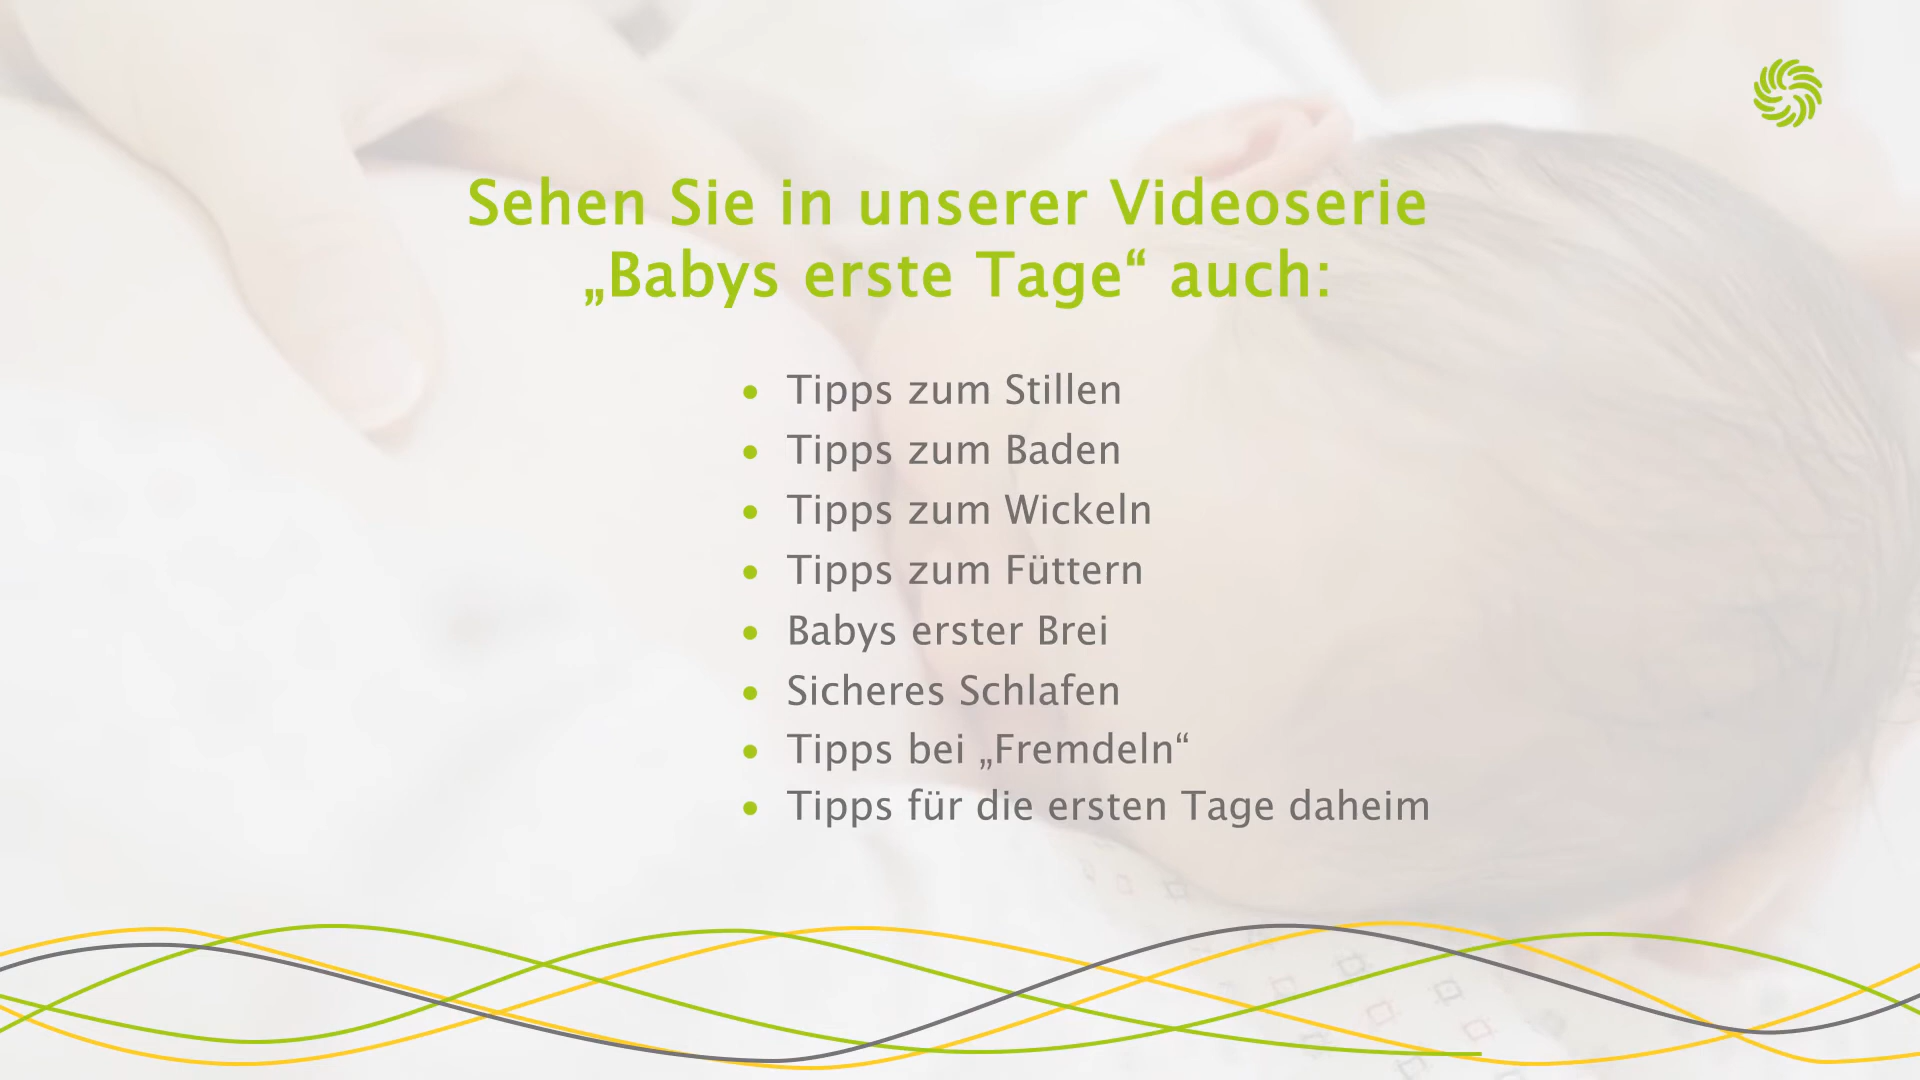 Sehen Sie in unserer Videoserie
„Babys erste Tage“ auch:
• Tipps zum Stillen
• Tipps zum Baden
• Tipps zum Wickeln
• Tipps zum Füttern
• Babys erster Brei
• Sicheres Schlafen
• Tipps bei „Fremdeln“
• Tipps für die ersten Tage daheim